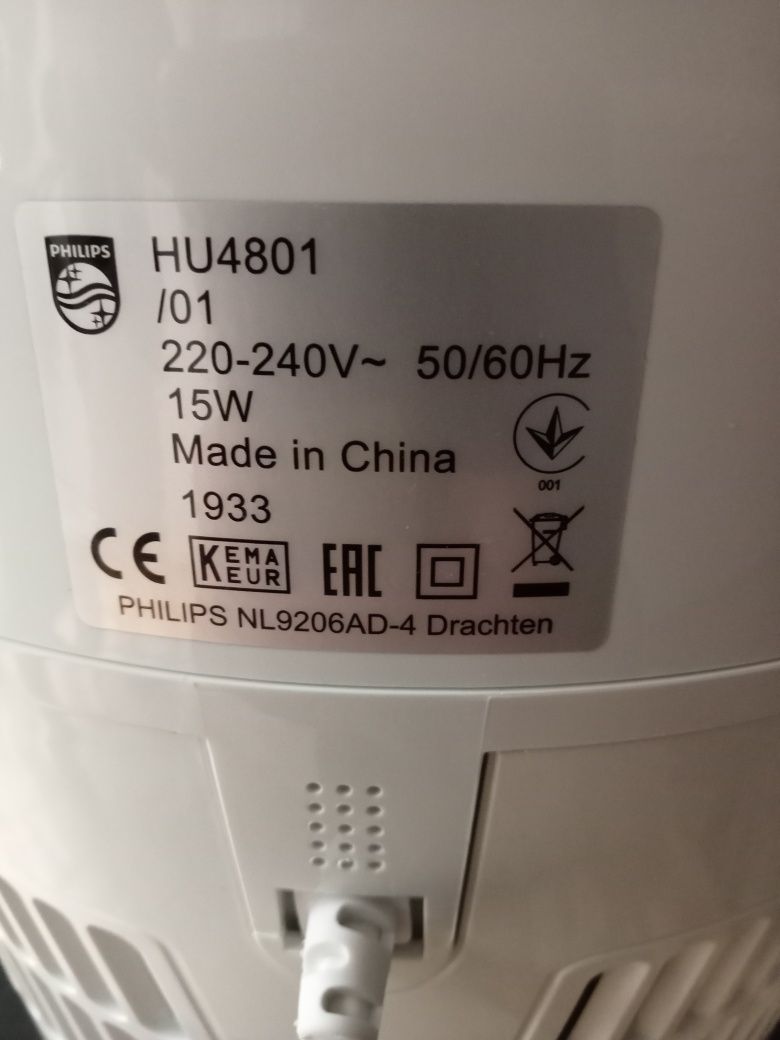 PHILIPS
HU4801
/01
220-240V~ 50/60Hz
15W
Made in China
001
1933
CE KEMA EUR EAC
PHILIPS NL9206AD-4 Drachten